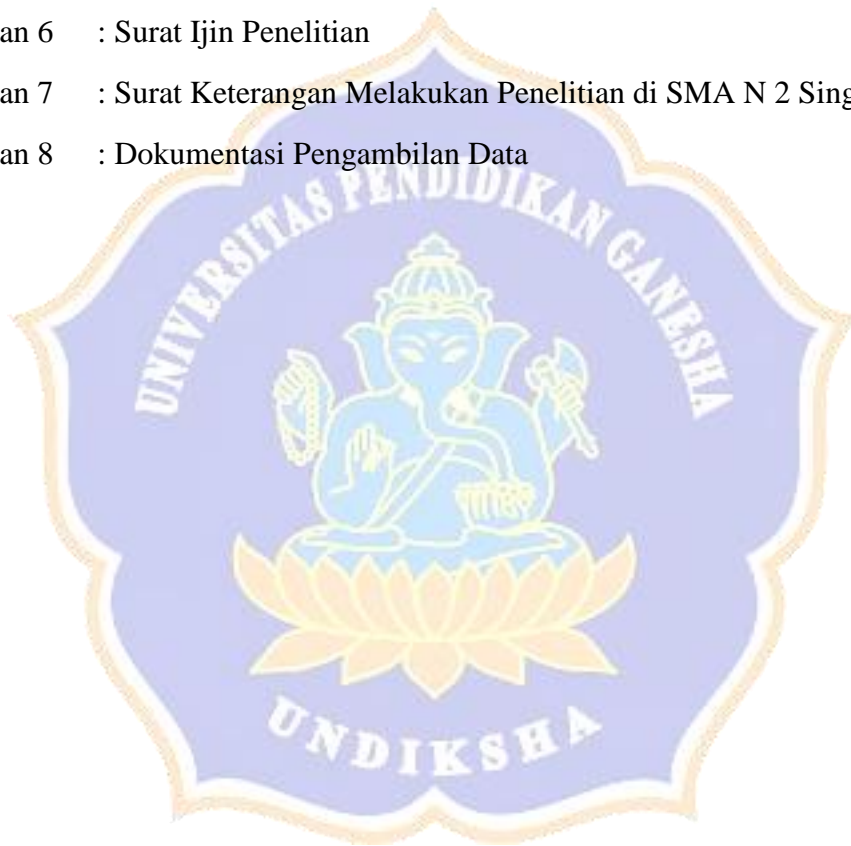 an 6 : Surat Ijin Penelitian
an 7 : Surat Keterangan Melakukan Penelitian di SMA N 2 Sing
an 8 : Dokumentasi Pengambilan Data
UNIVERSITAS PENDIDIKAN GANESHA
UNDIKSHA